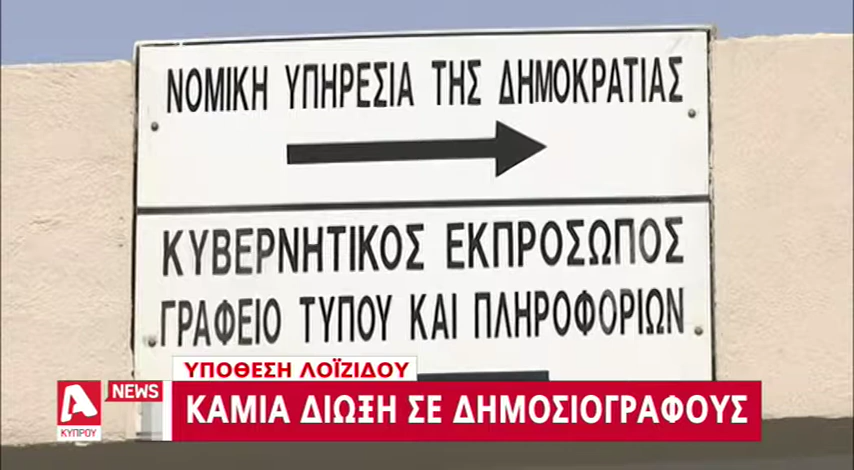 ΝΟΜΙΚΗ ΥΠΗΡΕΣΙΑ ΤΗΣ ΔΗΜΟΚΡΑΤΙΑΣ
ΚΥΒΕΡΝΗΤΙΚΟΣ ΕΚΠΡΟΣΩΠΟΣ
ΓΡΑΦΕΙΟ ΤΥΠΟΥ ΚΑΙ ΠΛΗΡΟΦΟΡΙΩΝ
ΥΠΟΘΕΣΗ ΛΟΪΖΙΔΟΥ
NEWS
ΚΑΜΙΑ ΔΙΩΞΗ ΣΕ ΔΗΜΟΣΙΟΓΡΑΦΟΥΣ
ΚΥΠΡΟΥ